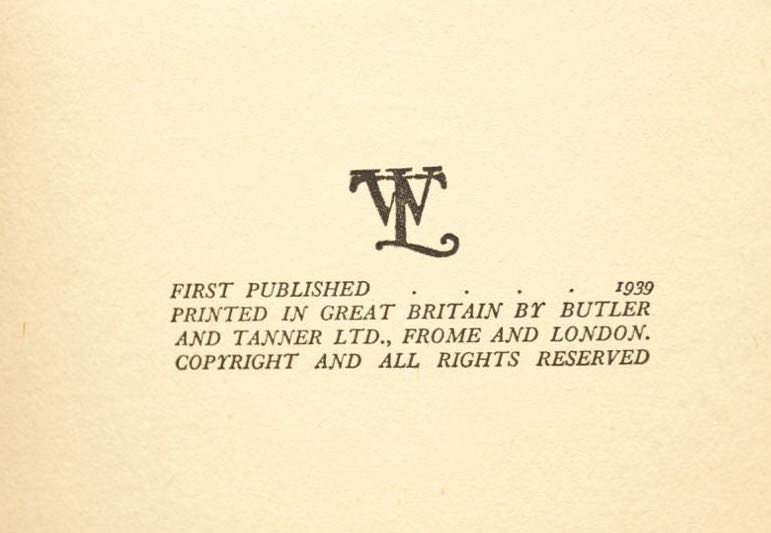 FIRST PUBLISHED . . . . 1939
PRINTED IN GREAT BRITAIN BY BUTLER
AND TANNER LTD., FROME AND LONDON.
COPYRIGHT AND ALL RIGHTS RESERVED